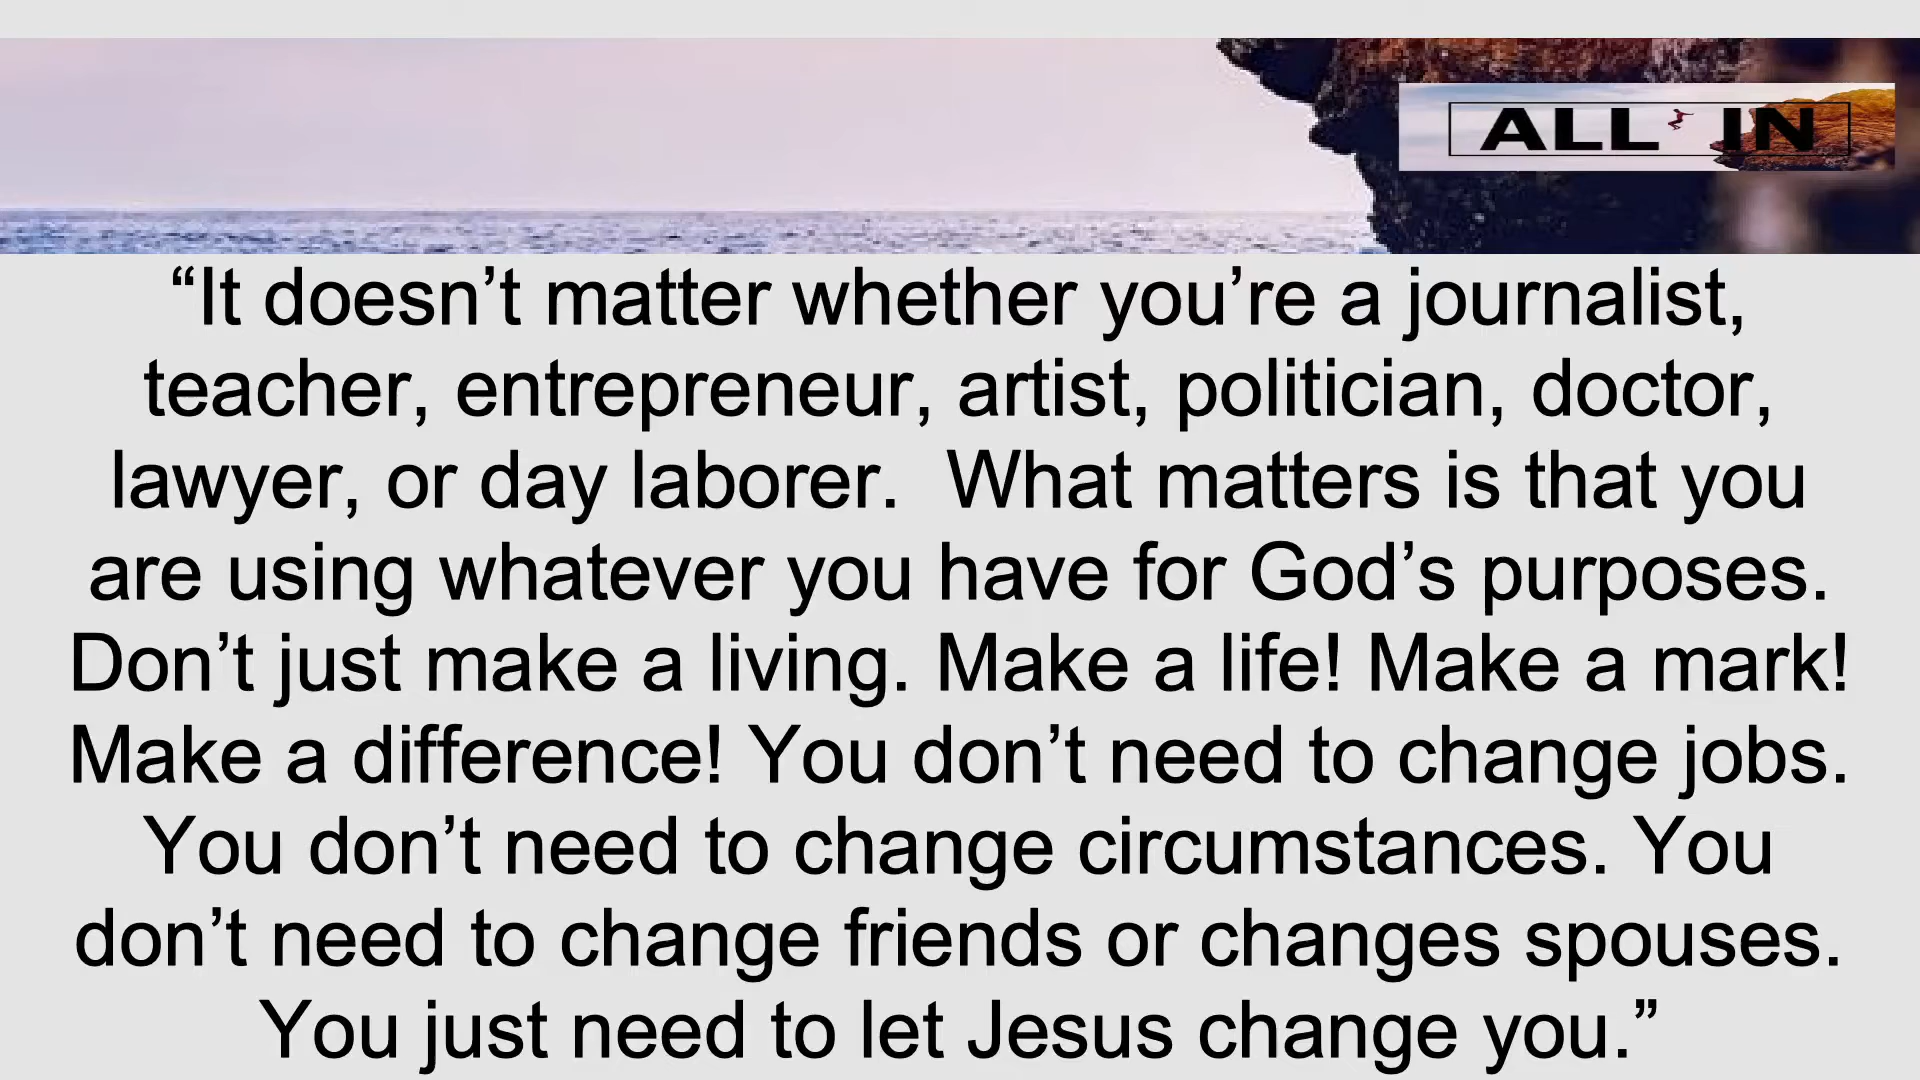 ALL IN
“It doesn’t matter whether you’re a journalist,
teacher, entrepreneur, artist, politician, doctor,
lawyer, or day laborer.  What matters is that you
are using whatever you have for God’s purposes.
Don’t just make a living. Make a life! Make a mark!
Make a difference! You don’t need to change jobs.
You don’t need to change circumstances. You
don’t need to change friends or changes spouses.
You just need to let Jesus change you.”